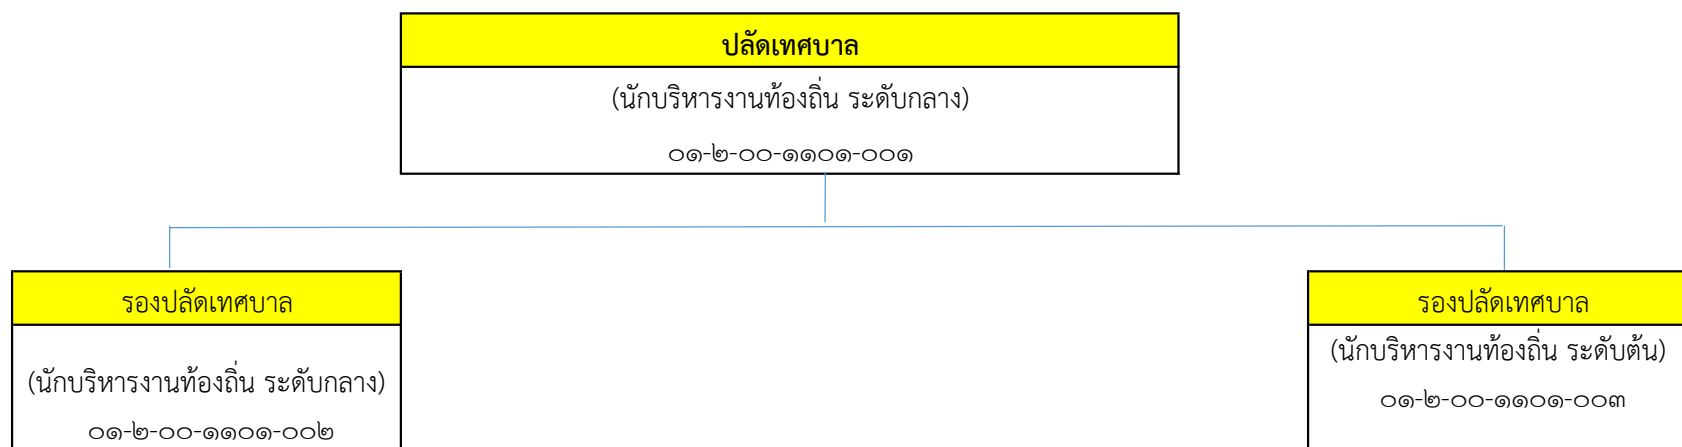 ปลัดเทศบาล
(นักบริหารงานท้องถิ่น ระดับกลาง)
๐๑-๒-๐๐-๑๑๐๑-๐๐๑
รองปลัดเทศบาล
(นักบริหารงานท้องถิ่น ระดับกลาง)
๐๑-๒-๐๐-๑๑๐๑-๐๐๒
รองปลัดเทศบาล
(นักบริหารงานท้องถิ่น ระดับต้น)
๐๑-๒-๐๐-๑๑๐๑-๐๐๓